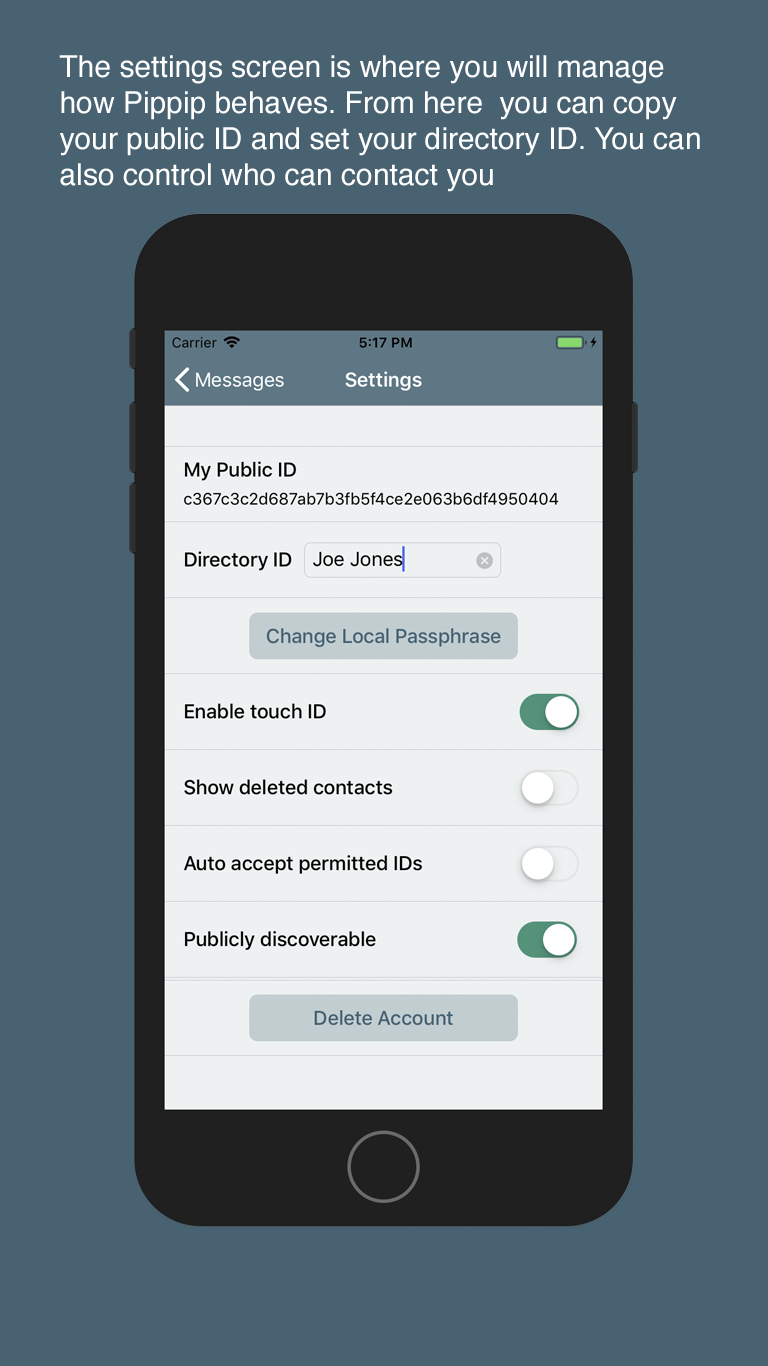 The settings screen is where you will manage
how Pippip behaves. From here  you can copy
your public ID and set your directory ID. You can
also control who can contact you
Carrier 5:17 PM
Messages Settings
My Public ID
c367c3c2d687ab7b3fb5f4ce2e063b6df4950404
Directory ID Joe Jones
Change Local Passphrase
Enable touch ID
Show deleted contacts
Auto accept permitted IDs
Publicly discoverable
Delete Account